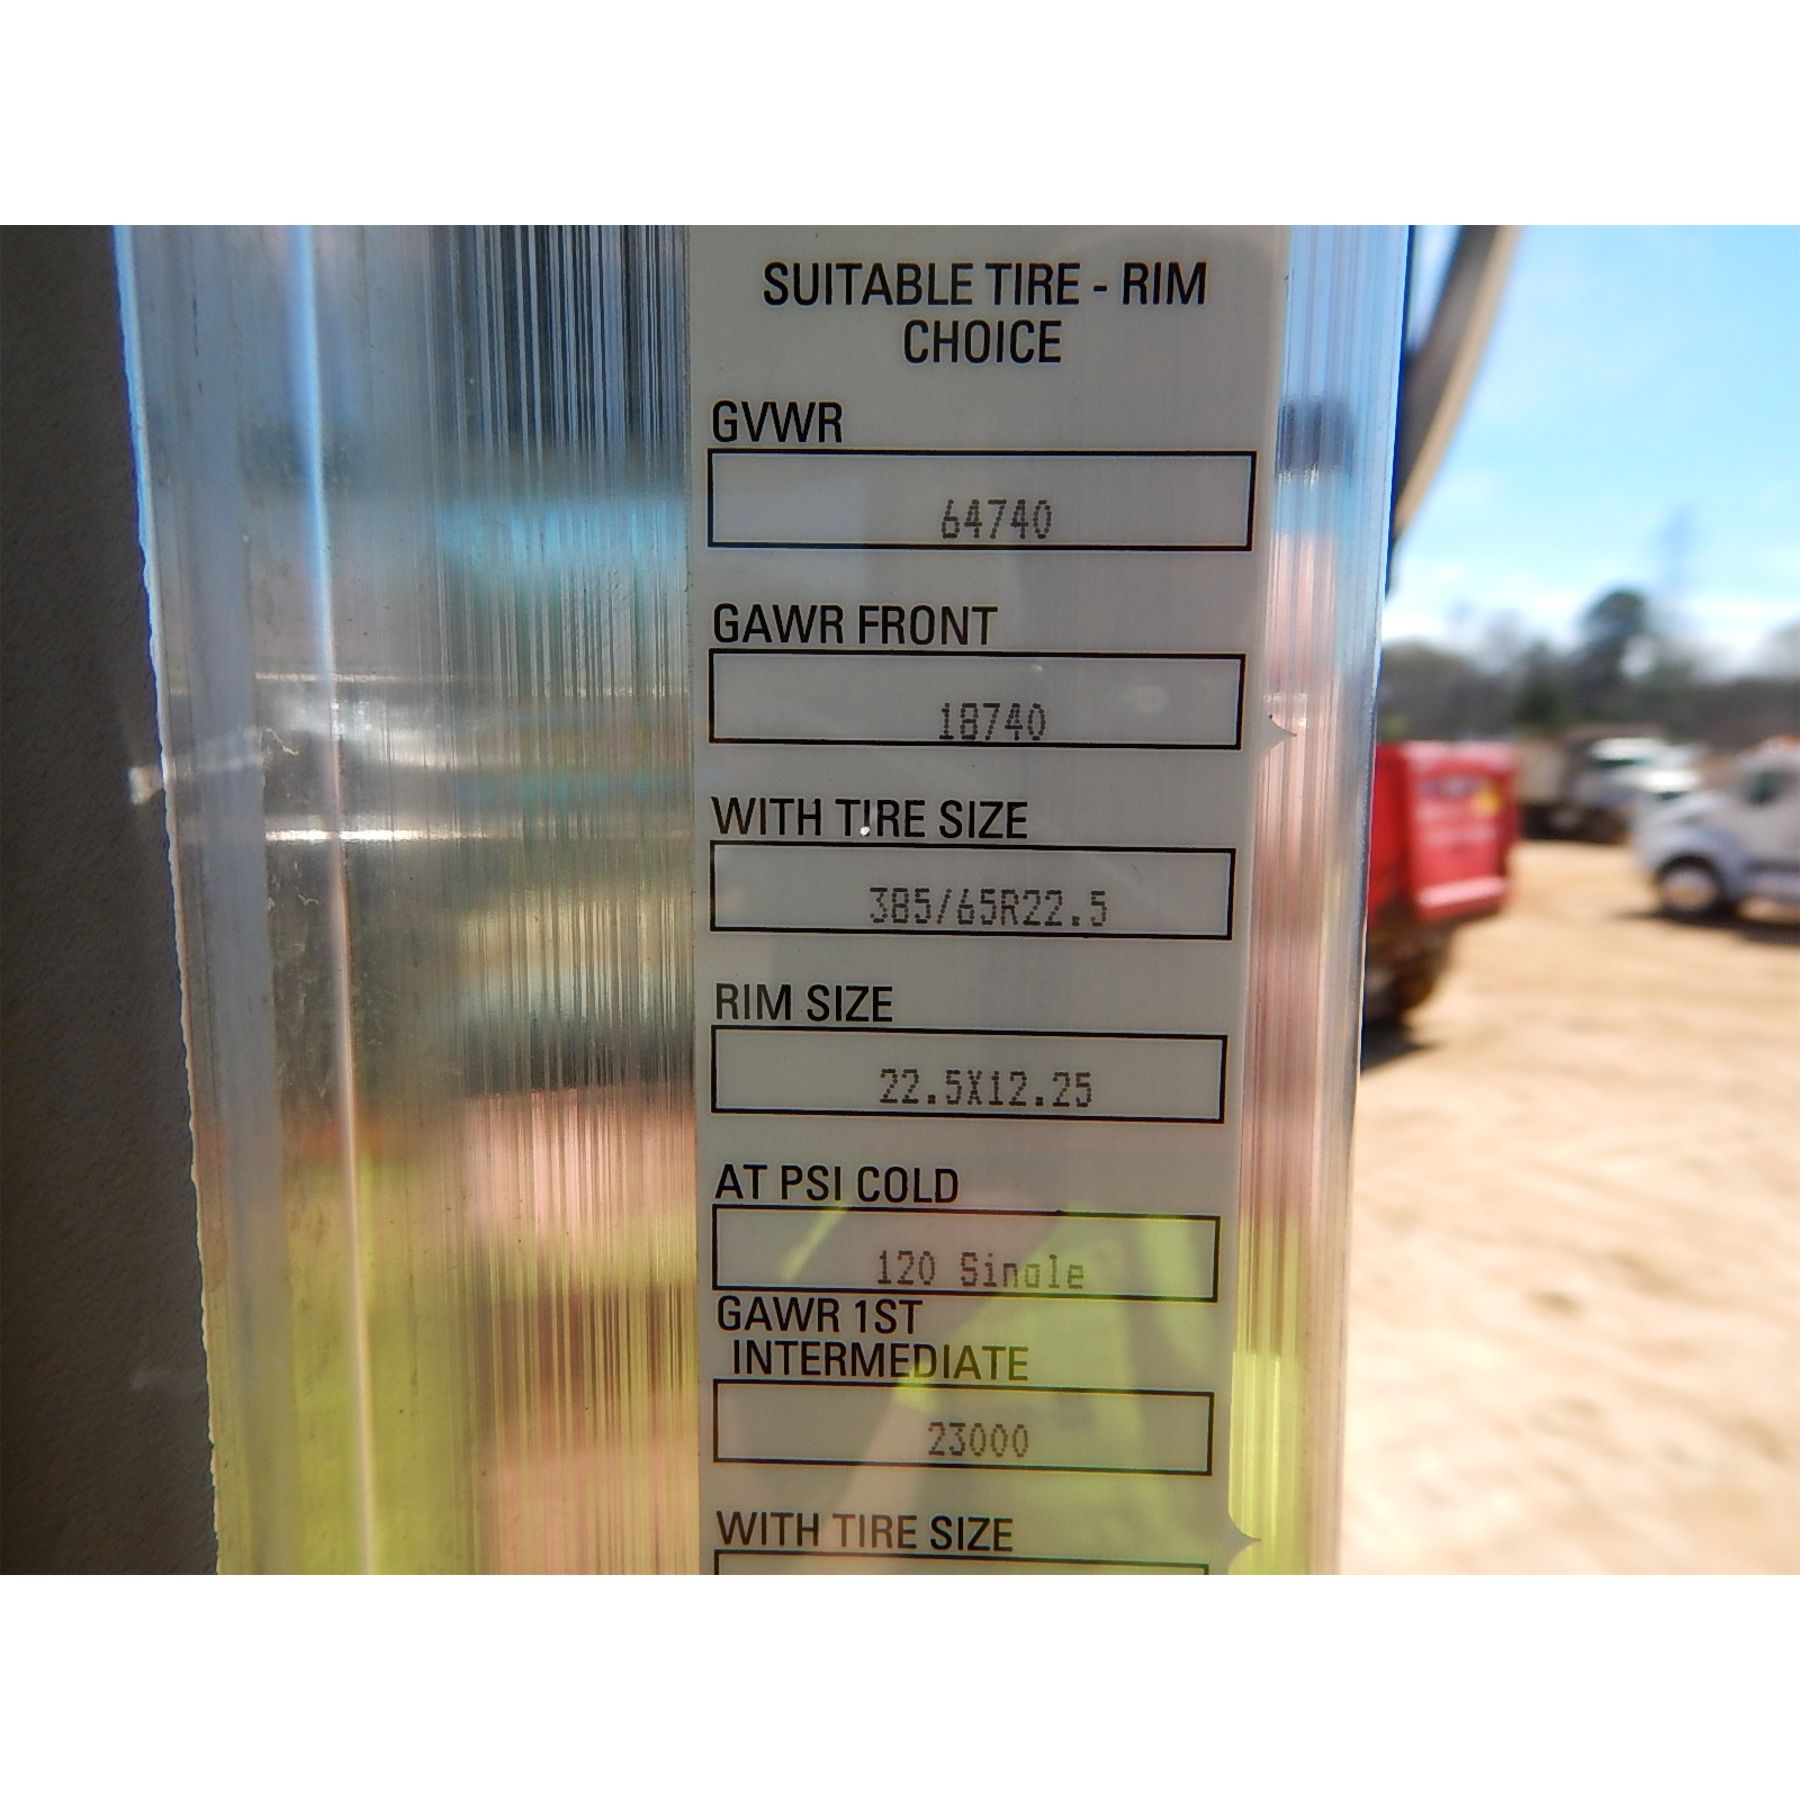 SUITABLE TIRE - RIM
CHOICE
GVWR
64740
GAWR FRONT
18740
WITH TIRE SIZE
385/65R22.5
RIM SIZE
22.5X12.25
AT PSI COLD
120 Single
GAWR 1ST
INTERMEDIATE
23000
WITH TIRE SIZE